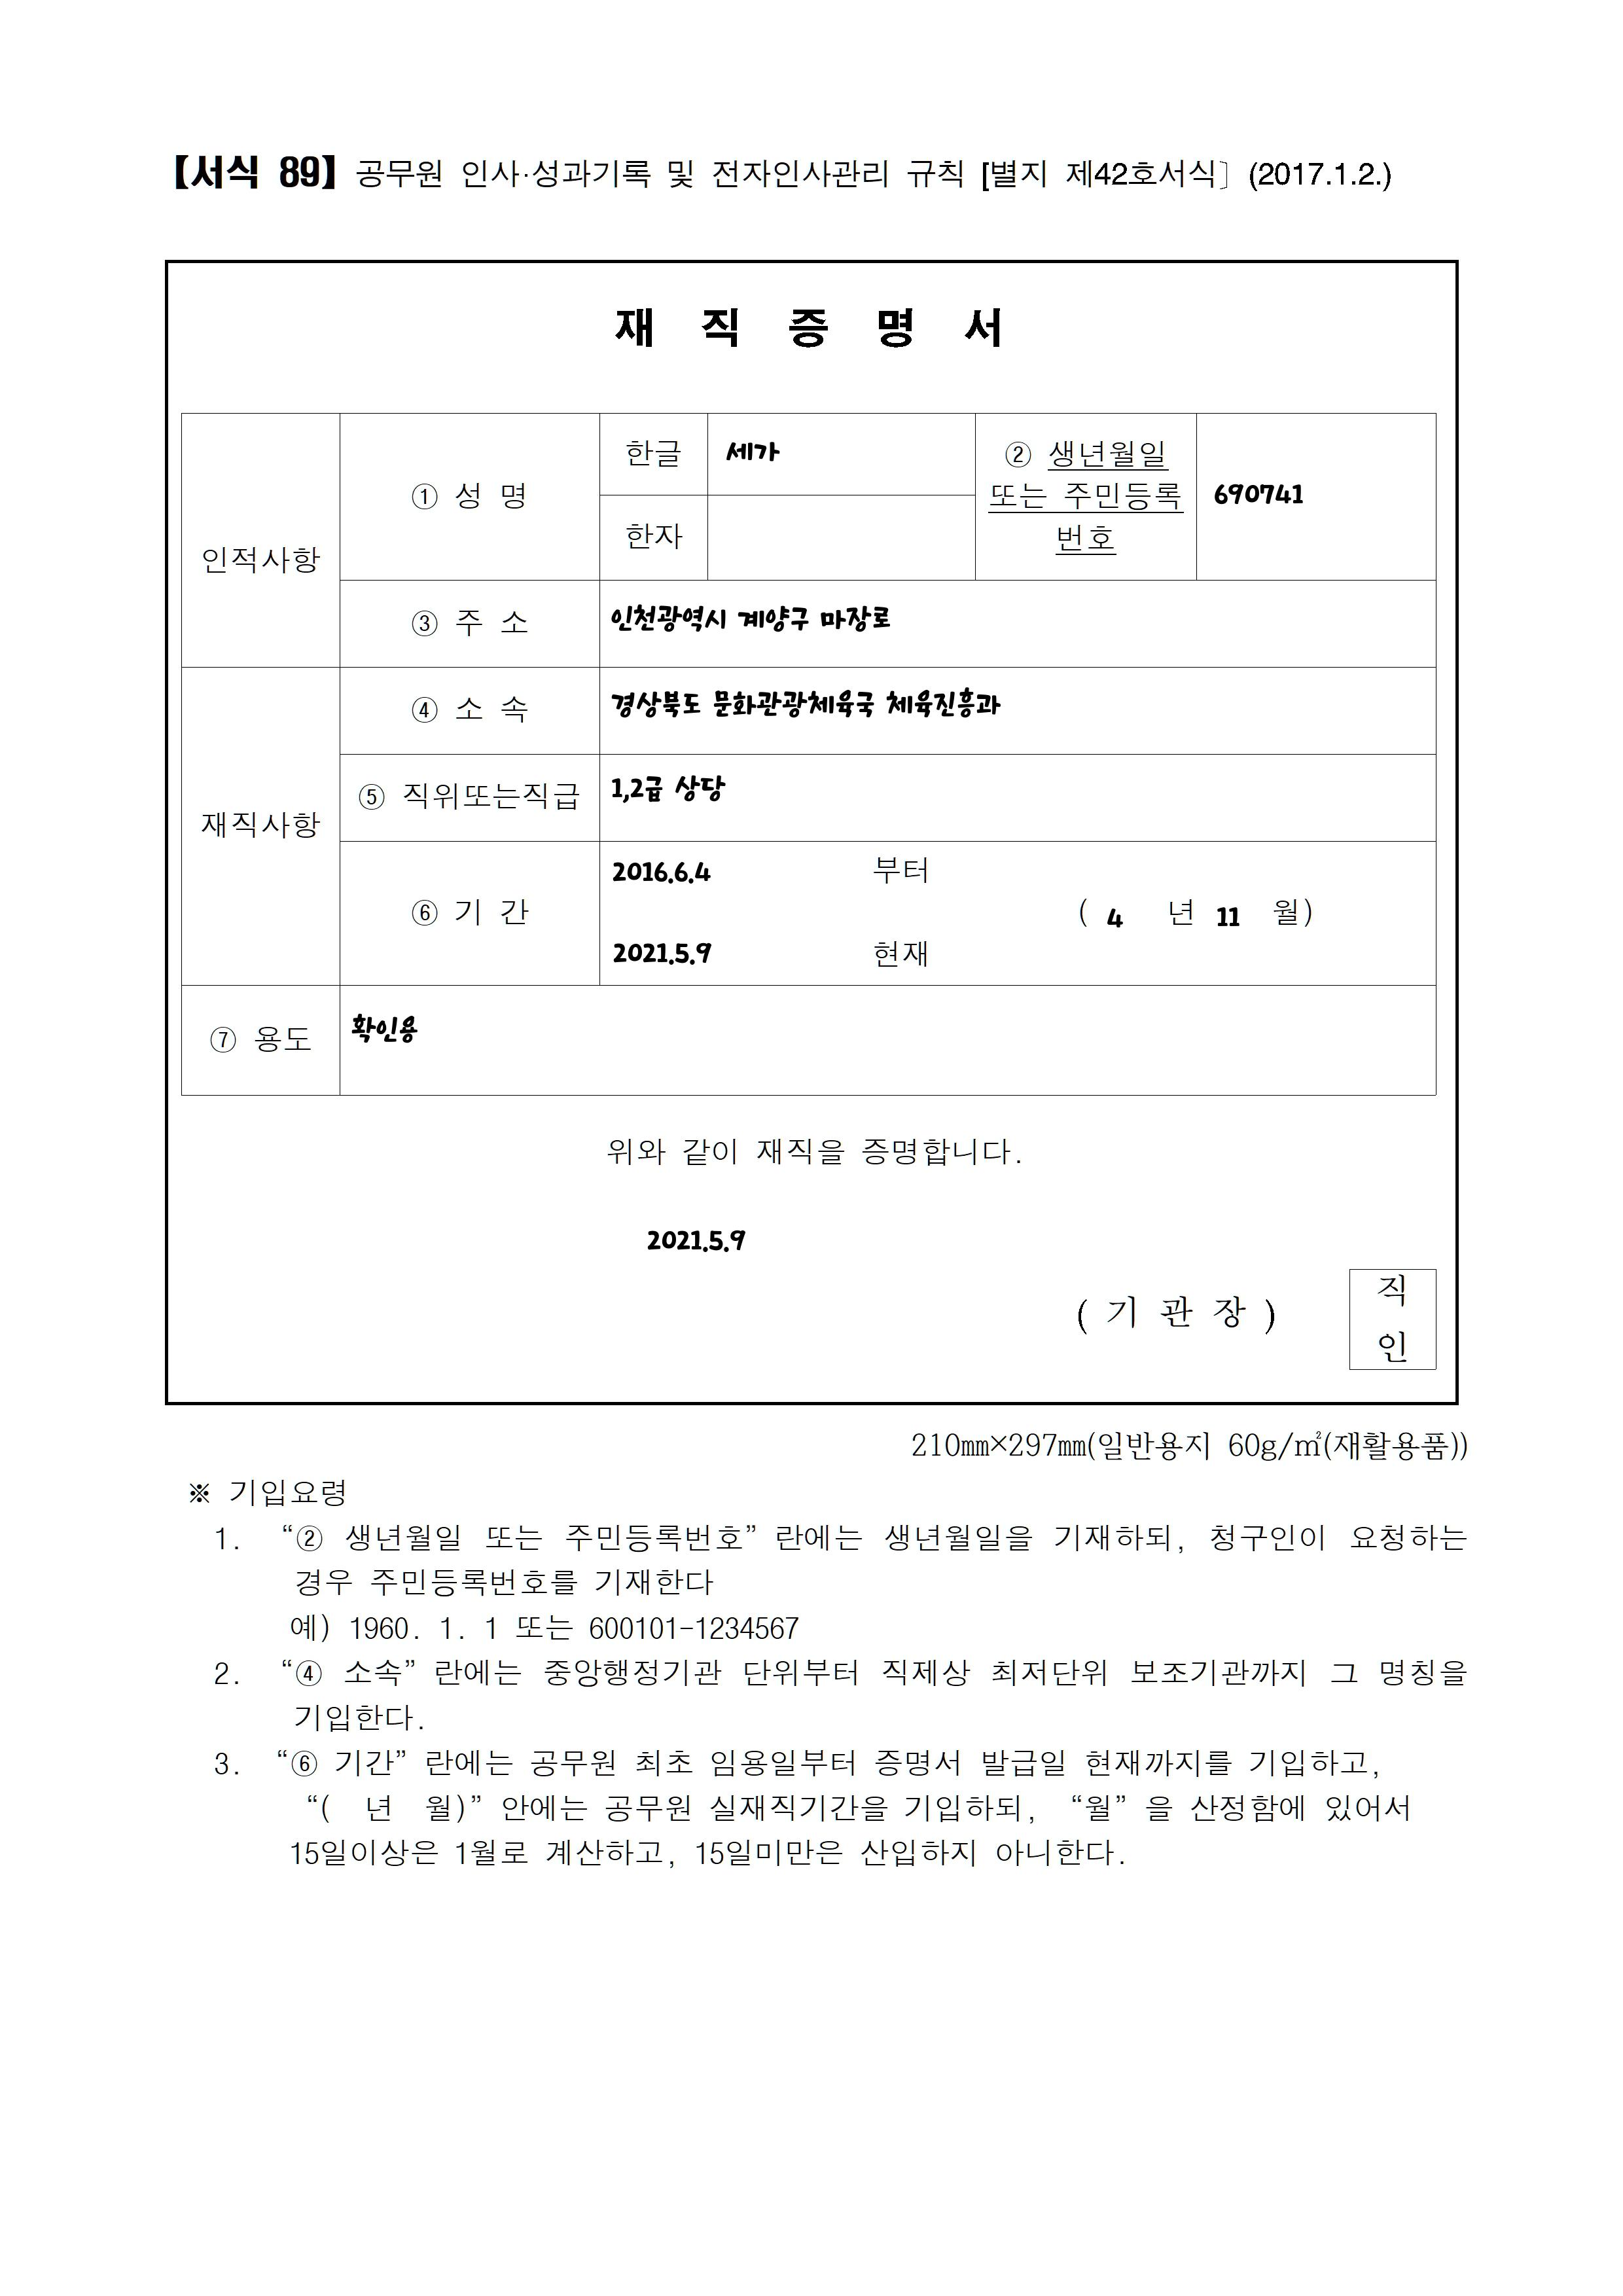 【서식 89】 공무원 인사·성과기록 및 전자인사관리 규칙 [별지 제42호서식〕 (2017.1.2.)
재 직 증 명 서
인적사항
① 성 명
한글
세가
한자
② 생년월일
또는 주민등록
번호
690741
③ 주 소
인천광역시 계양구 마장로
재직사항
④ 소 속
경상북도 문화관광체육국 체육진흥과
⑤ 직위또는직급
1,2급 상당
⑥ 기 간
2016.6.4 부터
( 4 년 11 월)
2021.5.9 현재
⑦ 용도
확인용
위와 같이 재직을 증명합니다.
2021.5.9
( 기 관 장 )
직
인
210㎜×297㎜(일반용지 60g/㎡(재활용품))
※ 기입요령
1. “② 생년월일 또는 주민등록번호” 란에는 생년월일을 기재하되, 청구인이 요청하는
경우 주민등록번호를 기재한다
예) 1960. 1. 1 또는 600101-1234567
2. “④ 소속” 란에는 중앙행정기관 단위부터 직제상 최저단위 보조기관까지 그 명칭을
기입한다.
3. “⑥ 기간” 란에는 공무원 최초 임용일부터 증명서 발급일 현재까지를 기입하고,
“( 년 월)” 안에는 공무원 실재직기간을 기입하되, “월” 을 산정함에 있어서
15일이상은 1월로 계산하고, 15일미만은 산입하지 아니한다.